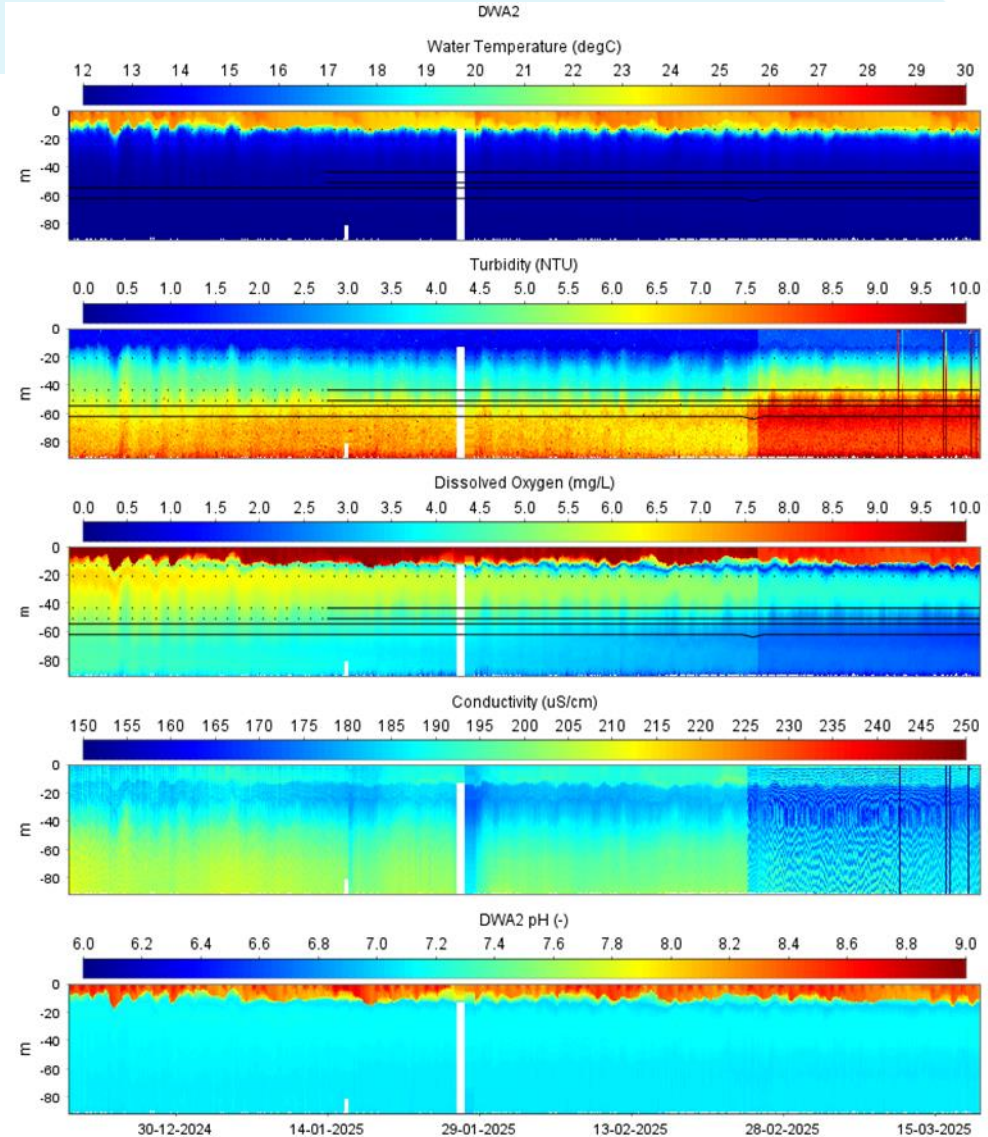 DWA2
Water Temperature (degC)
12 13 14 15 16 17 18 19 20 21 22 23 24 25 26 27 28 29 30
0
-20
-40
-60
-80
m
Turbidity (NTU)
0.0 0.5 1.0 1.5 2.0 2.5 3.0 3.5 4.0 4.5 5.0 5.5 6.0 6.5 7.0 7.5 8.0 8.5 9.0 9.5 10.0
0
-20
-40
-60
-80
m
Dissolved Oxygen (mg/L)
0.0 0.5 1.0 1.5 2.0 2.5 3.0 3.5 4.0 4.5 5.0 5.5 6.0 6.5 7.0 7.5 8.0 8.5 9.0 9.5 10.0
0
-20
-40
-60
-80
m
Conductivity (uS/cm)
150 155 160 165 170 175 180 185 190 195 200 205 210 215 220 225 230 235 240 245 250
0
-20
-40
-60
-80
m
DWA2 pH (-)
6.0 6.2 6.4 6.6 6.8 7.0 7.2 7.4 7.6 7.8 8.0 8.2 8.4 8.6 8.8 9.0
0
-20
-40
-60
-80
m
30-12-2024 14-01-2025 29-01-2025 13-02-2025 28-02-2025 15-03-2025